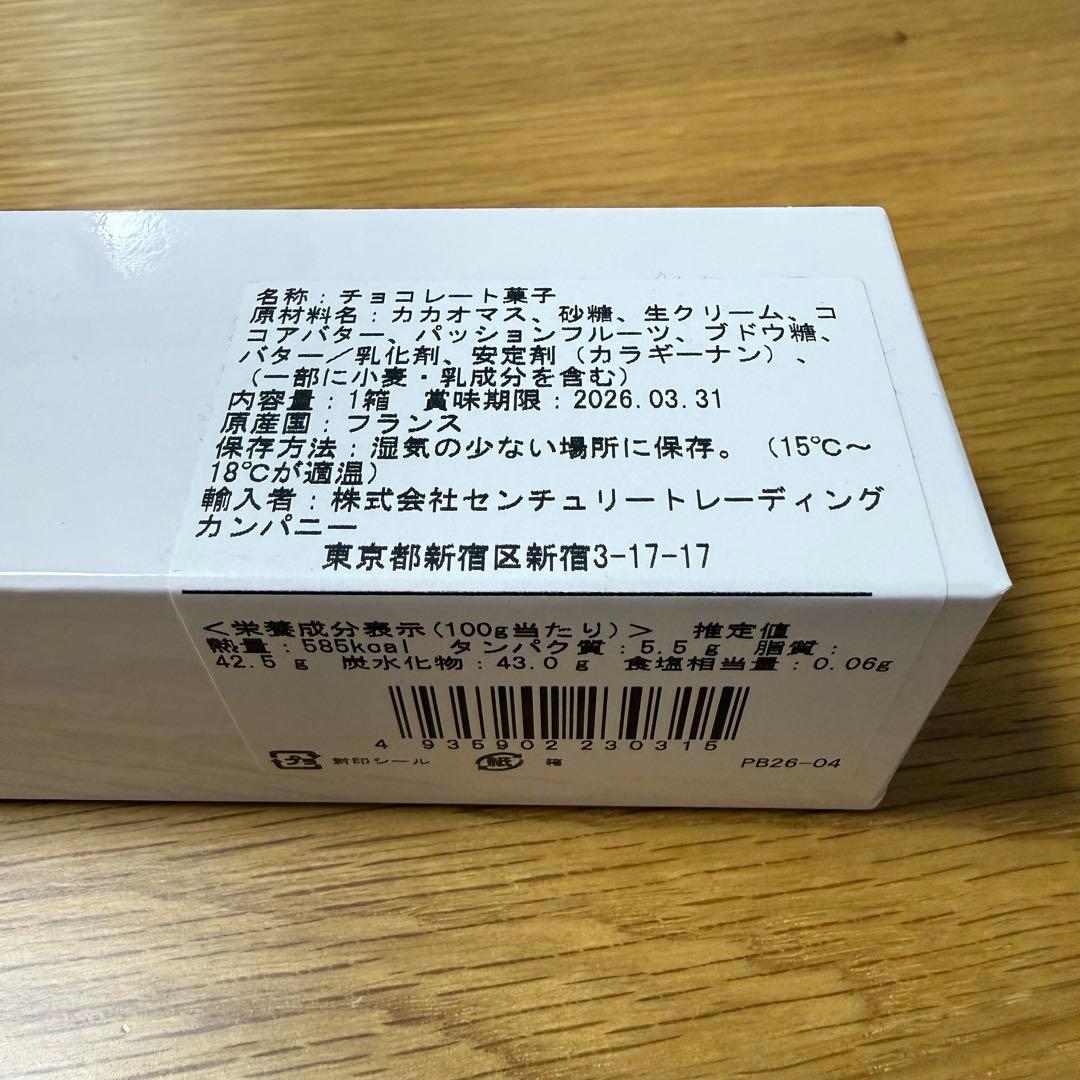 名称：チョコレート菓子
原材料名：カカオマス、砂糖、生クリーム、コ
コアバター、パッションフルーツ、ブドウ糖、
バター／乳化剤、安定剤（カラギーナン）、
（一部に小麦・乳成分を含む）
内容量：1箱 賞味期限：2026.03.31
原産国：フランス
保存方法：湿気の少ない場所に保存。（15℃～
18℃が適温）
輸入者：株式会社センチュリートレーディング
カンパニー
東京都新宿区新宿3-17-17
＜栄養成分表示（100g当たり）＞ 推定値
熱量：585kcal タンパク質：5.5g 脂質：
42.5g 炭水化物：43.0g 食塩相当量：0.06g
4 935902 230315
プラ 封印シール 紙 箱 PB26-04